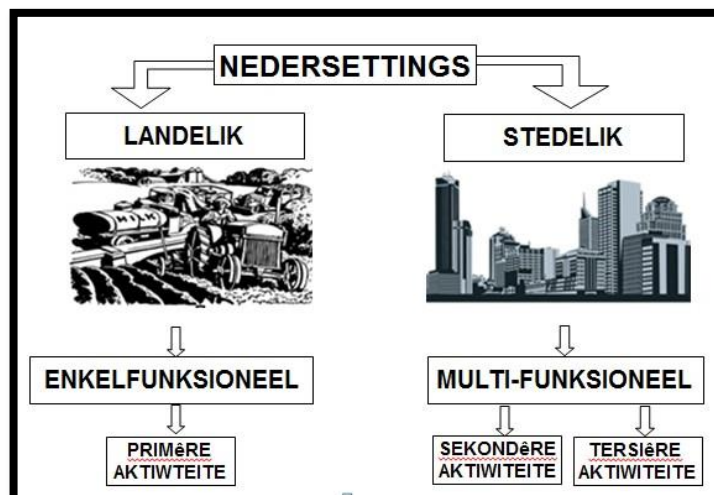 NEDERSETTINGS
LANDELIK
STEDELIK
MILK
ENKELFUNKSIONEEL
MULTI-FUNKSIONEEL
PRIMêRE
AKTIWTEITE
SEKONDêRE
AKTIWITEITE
TERSIêRE
AKTIWITEITE